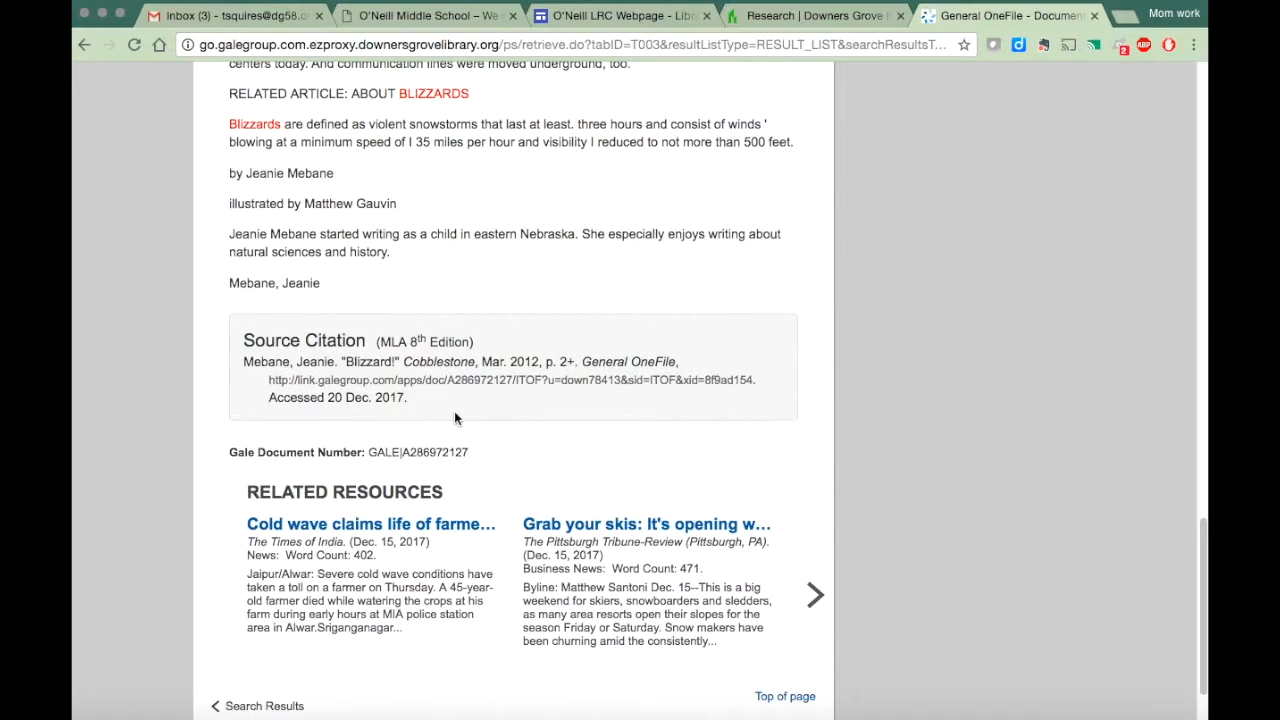 Inbox (3) - tsquires@dg58.o
O'Neill Middle School – We
O'Neill LRC Webpage - Libr
Research | Downers Grove
General OneFile - Documen
Mom work
go.galegroup.com.ezproxy.downersgrovelibrary.org/ps/retrieve.do?tabID=T003&resultListType=RESULT_LIST&searchResultsT...
2
ABP
centers today. And communication lines were moved underground, too.
RELATED ARTICLE: ABOUT BLIZZARDS
Blizzards are defined as violent snowstorms that last at least. three hours and consist of winds '
blowing at a minimum speed of I 35 miles per hour and visibility I reduced to not more than 500 feet.
by Jeanie Mebane
illustrated by Matthew Gauvin
Jeanie Mebane started writing as a child in eastern Nebraska. She especially enjoys writing about
natural sciences and history.
Mebane, Jeanie
Source Citation (MLA 8th Edition)
Mebane, Jeanie. "Blizzard!" Cobblestone, Mar. 2012, p. 2+. General OneFile,
http://link.galegroup.com/apps/doc/A286972127/ITOF?u=down78413&sid=ITOF&xid=8f9ad154.
Accessed 20 Dec. 2017.
Gale Document Number: GALE|A286972127
RELATED RESOURCES
Cold wave claims life of farme...
The Times of India. (Dec. 15, 2017)
News: Word Count: 402.
Jaipur/Alwar: Severe cold wave conditions have
taken a toll on a farmer on Thursday. A 45-year-
old farmer died while watering the crops at his
farm during early hours at MIA police station
area in Alwar.Sriganganagar...
Grab your skis: It's opening w...
The Pittsburgh Tribune-Review (Pittsburgh, PA).
(Dec. 15, 2017)
Business News: Word Count: 471.
Byline: Matthew Santoni Dec. 15--This is a big
weekend for skiers, snowboarders and sledders,
as many area resorts open their slopes for the
season Friday or Saturday. Snow makers have
been churning amid the consistently...
Search Results
Top of page